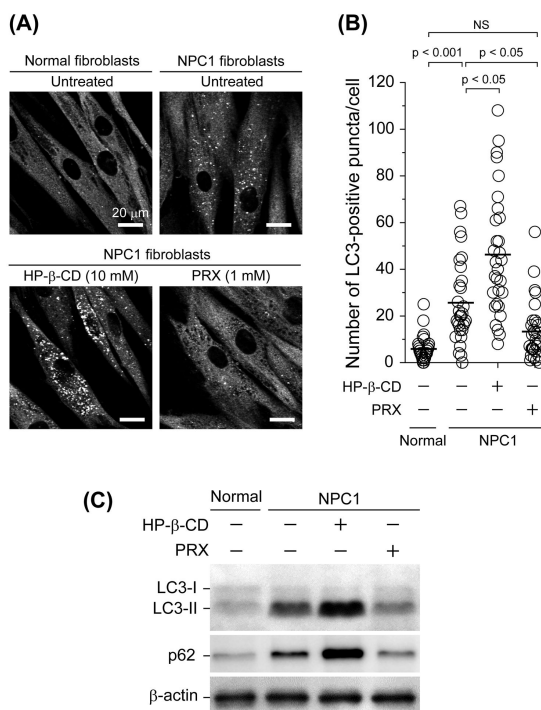 (A)
Normal fibroblasts
NPC1 fibroblasts
Untreated
Untreated
20 μm
NPC1 fibroblasts
HP-β-CD (10 mM)
PRX (1 mM)
(B)
NS
p < 0.001
p < 0.05
p < 0.05
Number of LC3-positive puncta/cell
120
100
80
60
40
20
0
HP-β-CD – – + –
PRX – – – +
Normal NPC1
(C)
Normal NPC1
HP-β-CD – – + –
PRX – – – +
LC3-I
LC3-II
p62
β-actin